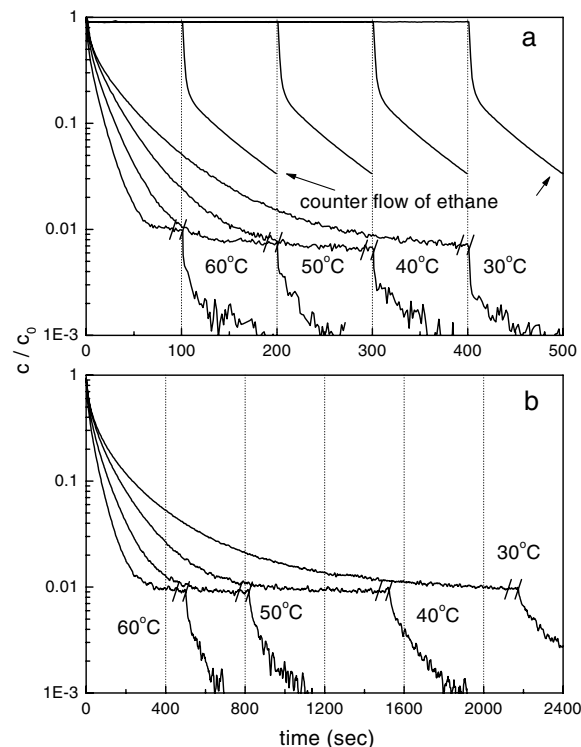 a
1
0.1
0.01
1E-3
0 100 200 300 400 500
counter flow of ethane
60°C 50°C 40°C 30°C
c / c₀
b
1
0.1
0.01
1E-3
30°C
60°C 50°C 40°C
0 400 800 1200 1600 2000 2400
time (sec)